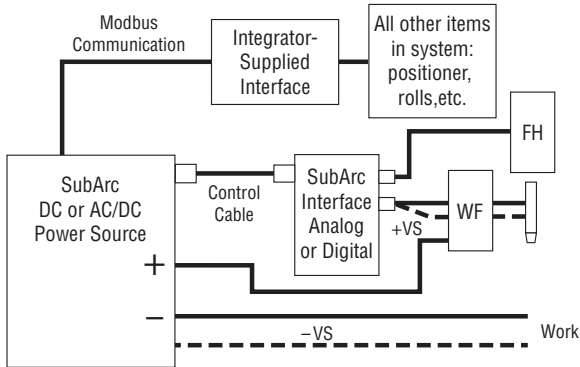 Modbus
Communication
Integrator-
Supplied
Interface
All other items
in system:
positioner,
rolls,etc.
FH
SubArc
DC or AC/DC
Power Source
Control
Cable
SubArc
Interface
Analog
or Digital
+VS
WF
+
−
−VS
Work